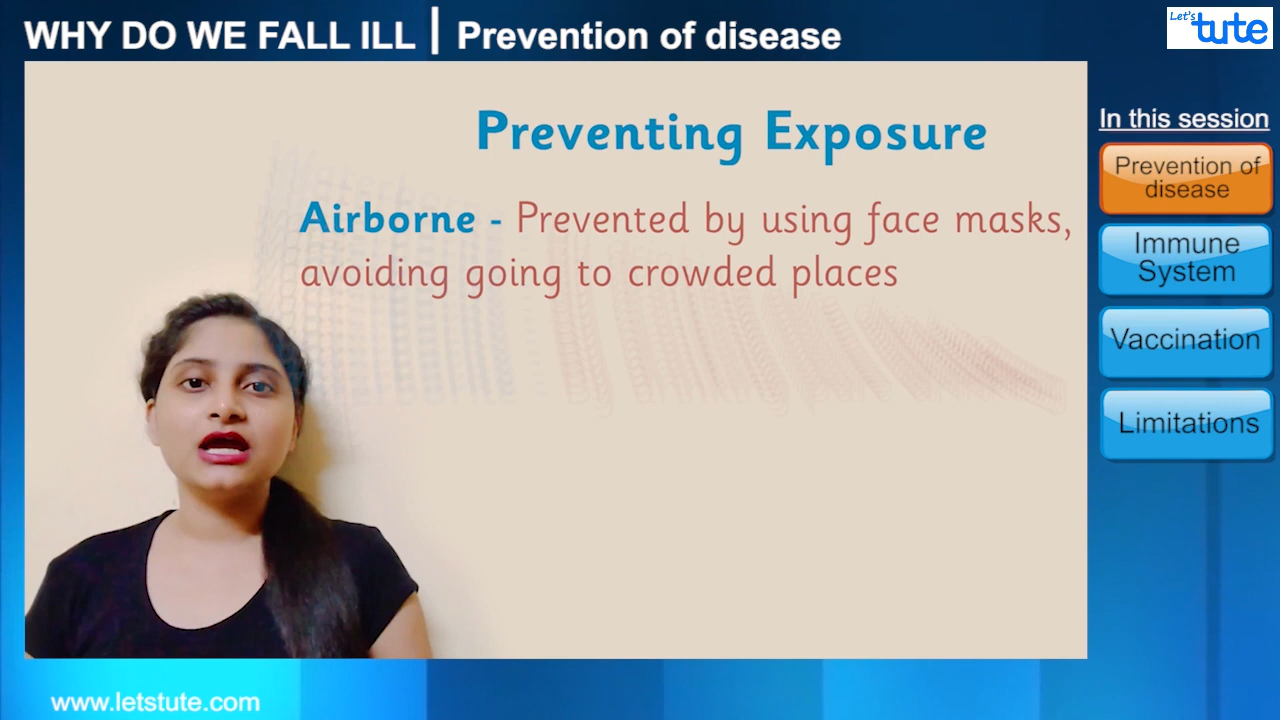 WHY DO WE FALL ILL | Prevention of disease
Let's
tute
Preventing Exposure
Airborne - Prevented by using face masks,
avoiding going to crowded places
In this session
Prevention of
disease
Immune
System
Vaccination
Limitations
www.letstute.com